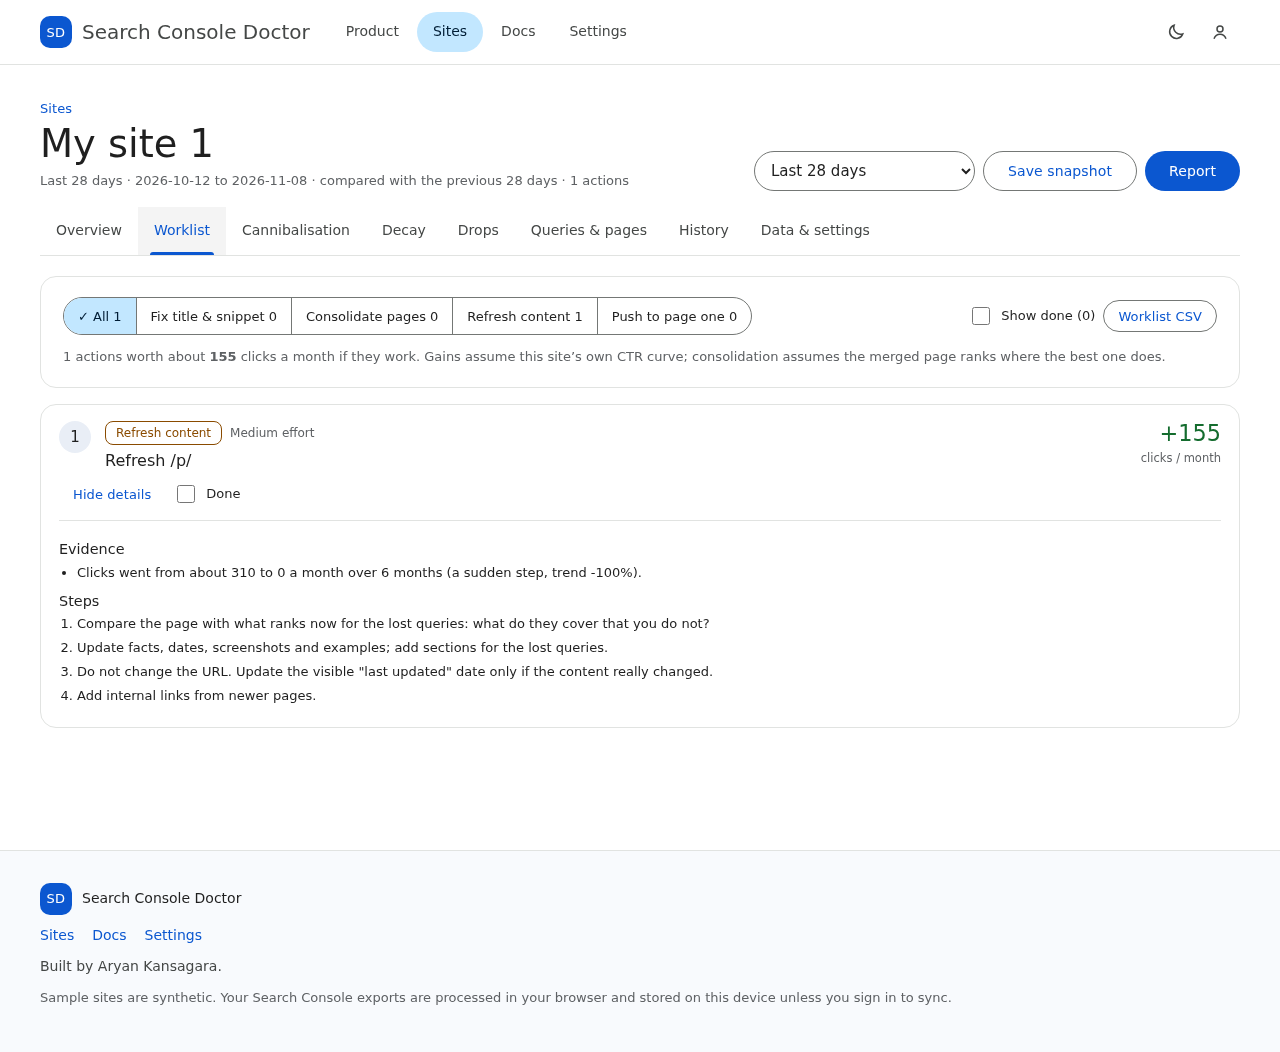 SD Search Console Doctor Product Sites Docs Settings
Sites
My site 1
Last 28 days · 2026-10-12 to 2026-11-08 · compared with the previous 28 days · 1 actions
Last 28 days Save snapshot Report
Overview Worklist Cannibalisation Decay Drops Queries & pages History Data & settings
✓ All 1 Fix title & snippet 0 Consolidate pages 0 Refresh content 1 Push to page one 0 Show done (0) Worklist CSV
1 actions worth about 155 clicks a month if they work. Gains assume this site’s own CTR curve; consolidation assumes the merged page ranks where the best one does.
1 Refresh content Medium effort +155
Refresh /p/ clicks / month
Hide details Done
Evidence
• Clicks went from about 310 to 0 a month over 6 months (a sudden step, trend -100%).
Steps
1. Compare the page with what ranks now for the lost queries: what do they cover that you do not?
2. Update facts, dates, screenshots and examples; add sections for the lost queries.
3. Do not change the URL. Update the visible "last updated" date only if the content really changed.
4. Add internal links from newer pages.
SD Search Console Doctor
Sites Docs Settings
Built by Aryan Kansagara.
Sample sites are synthetic. Your Search Console exports are processed in your browser and stored on this device unless you sign in to sync.